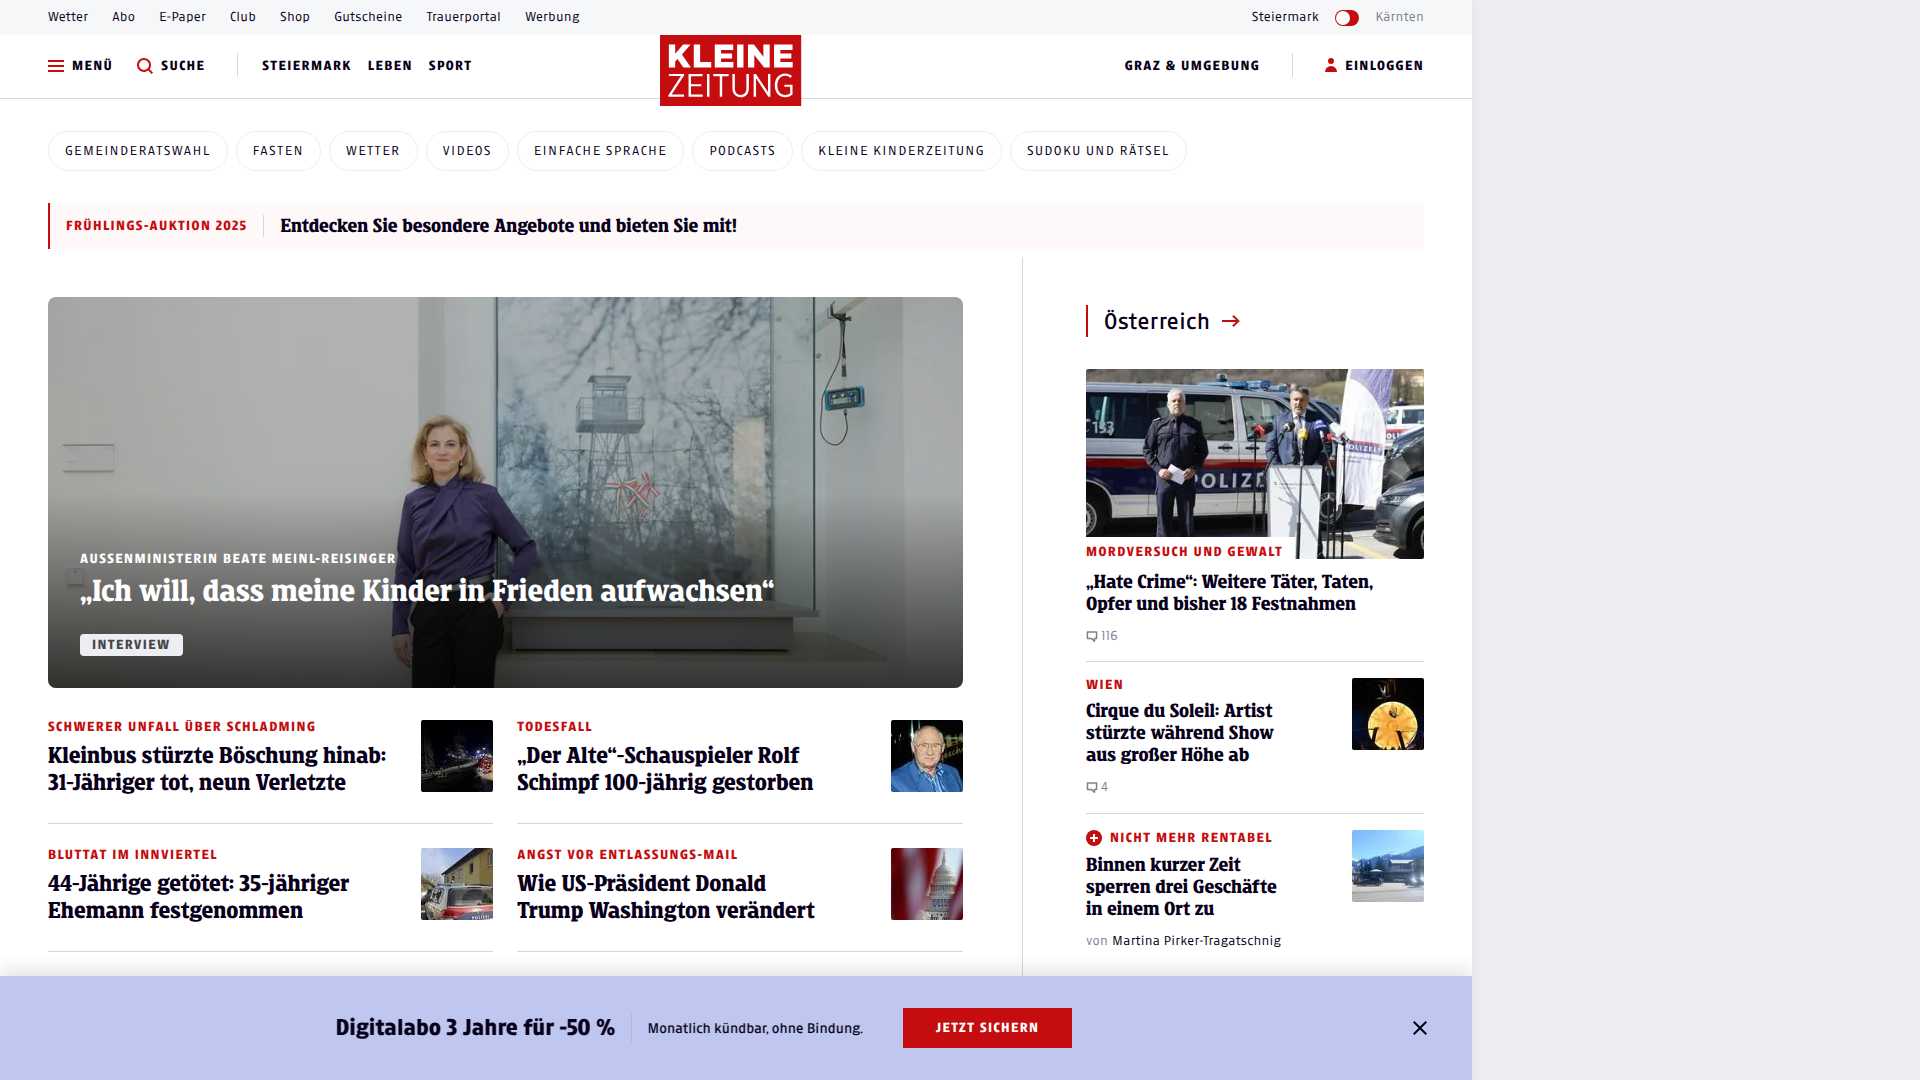 Wetter Abo E-Paper Club Shop Gutscheine Trauerportal Werbung Steiermark Kärnten
MENÜ SUCHE STEIERMARK LEBEN SPORT KLEINE ZEITUNG GRAZ & UMGEBUNG EINLOGGEN
GEMEINDERATSWAHL FASTEN WETTER VIDEOS EINFACHE SPRACHE PODCASTS KLEINE KINDERZEITUNG SUDOKU UND RÄTSEL
FRÜHLINGS-AUKTION 2025 Entdecken Sie besondere Angebote und bieten Sie mit!
AUSSENMINISTERIN BEATE MEINL-REISINGER
„Ich will, dass meine Kinder in Frieden aufwachsen“
INTERVIEW
SCHWERER UNFALL ÜBER SCHLADMING
Kleinbus stürzte Böschung hinab:
31-Jähriger tot, neun Verletzte
TODESFALL
„Der Alte“-Schauspieler Rolf
Schimpf 100-jährig gestorben
BLUTTAT IM INNVIERTEL
44-Jährige getötet: 35-jähriger
Ehemann festgenommen
ANGST VOR ENTLASSUNGS-MAIL
Wie US-Präsident Donald
Trump Washington verändert
Österreich
133
POLIZEI
MORDVERSUCH UND GEWALT
„Hate Crime“: Weitere Täter, Taten,
Opfer und bisher 18 Festnahmen
116
WIEN
Cirque du Soleil: Artist
stürzte während Show
aus großer Höhe ab
4
NICHT MEHR RENTABEL
Binnen kurzer Zeit
sperren drei Geschäfte
in einem Ort zu
von Martina Pirker-Tragatschnig
Digitalabo 3 Jahre für -50 % Monatlich kündbar, ohne Bindung. JETZT SICHERN